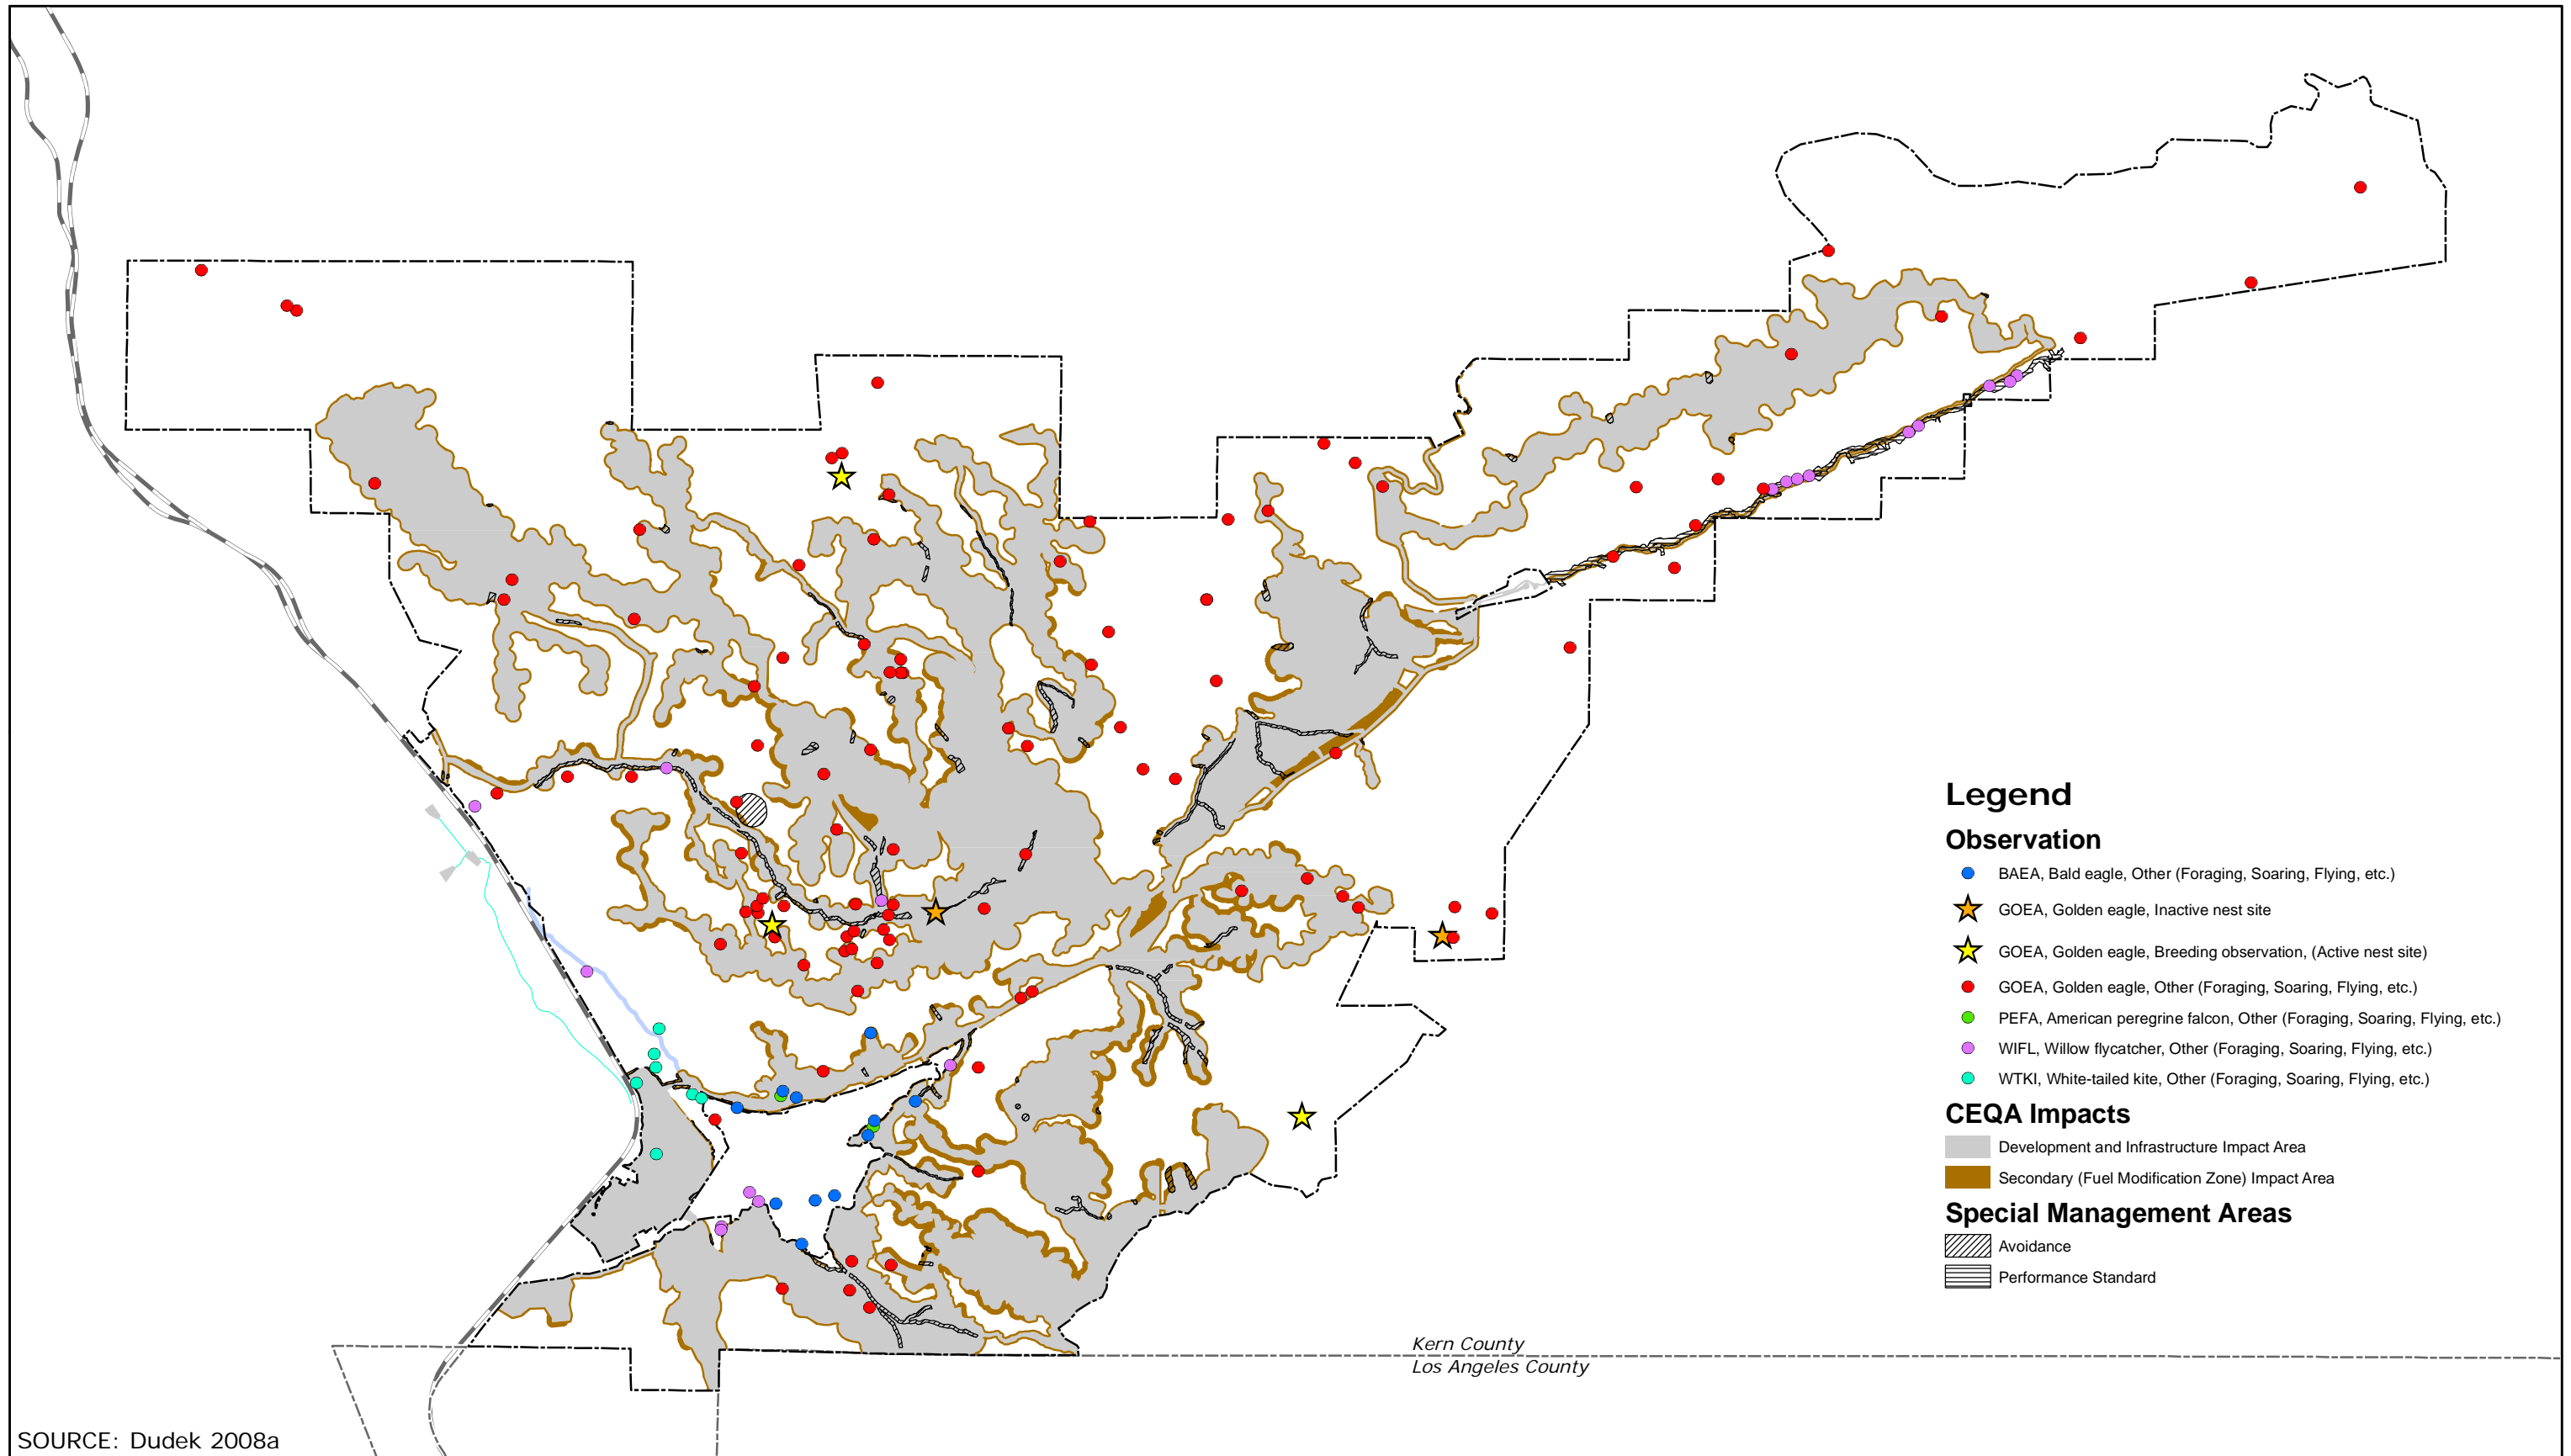 Legend
Observation
BAEA, Bald eagle, Other (Foraging, Soaring, Flying, etc.)
GOEA, Golden eagle, Inactive nest site
GOEA, Golden eagle, Breeding observation, (Active nest site)
GOEA, Golden eagle, Other (Foraging, Soaring, Flying, etc.)
PEFA, American peregrine falcon, Other (Foraging, Soaring, Flying, etc.)
WIFL, Willow flycatcher, Other (Foraging, Soaring, Flying, etc.)
WTKI, White-tailed kite, Other (Foraging, Soaring, Flying, etc.)
CEQA Impacts
Development and Infrastructure Impact Area
Secondary (Fuel Modification Zone) Impact Area
Special Management Areas
Avoidance
Performance Standard
Kern County
Los Angeles County
SOURCE: Dudek 2008a